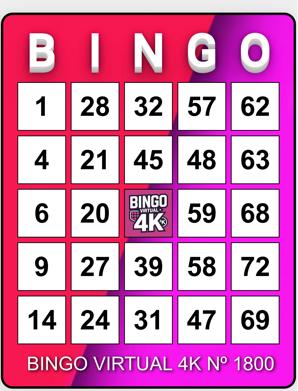 B I N G O
1 28 32 57 62
4 21 45 48 63
6 20 BINGO VIRTUAL 4K 59 68
9 27 39 58 72
14 24 31 47 69
BINGO VIRTUAL 4K Nº 1800